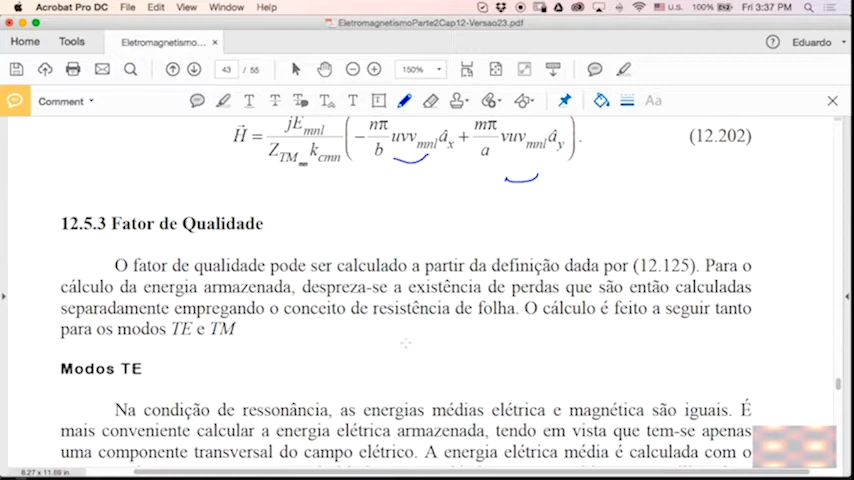 Acrobat Pro DC File Edit View Window Help U.S. 100% Fri 3:37 PM
EletromagnetismoParte2Cap12-Versao23.pdf
Home Tools Eletromagnetismo... × Eduardo
43 / 55 150%
Comment
H⃗ = jE_mnl / (Z_TM_mn k_cmn) ( − nπ/b uvv_mnl â_x + mπ/a vuv_mnl â_y ). (12.202)
12.5.3 Fator de Qualidade
O fator de qualidade pode ser calculado a partir da definição dada por (12.125). Para o
cálculo da energia armazenada, despreza-se a existência de perdas que são então calculadas
separadamente empregando o conceito de resistência de folha. O cálculo é feito a seguir tanto
para os modos TE e TM
Modos TE
Na condição de ressonância, as energias médias elétrica e magnética são iguais. É
mais conveniente calcular a energia elétrica armazenada, tendo em vista que tem-se apenas
uma componente transversal do campo elétrico. A energia elétrica média é calculada com o
8.27 x 11.69 in